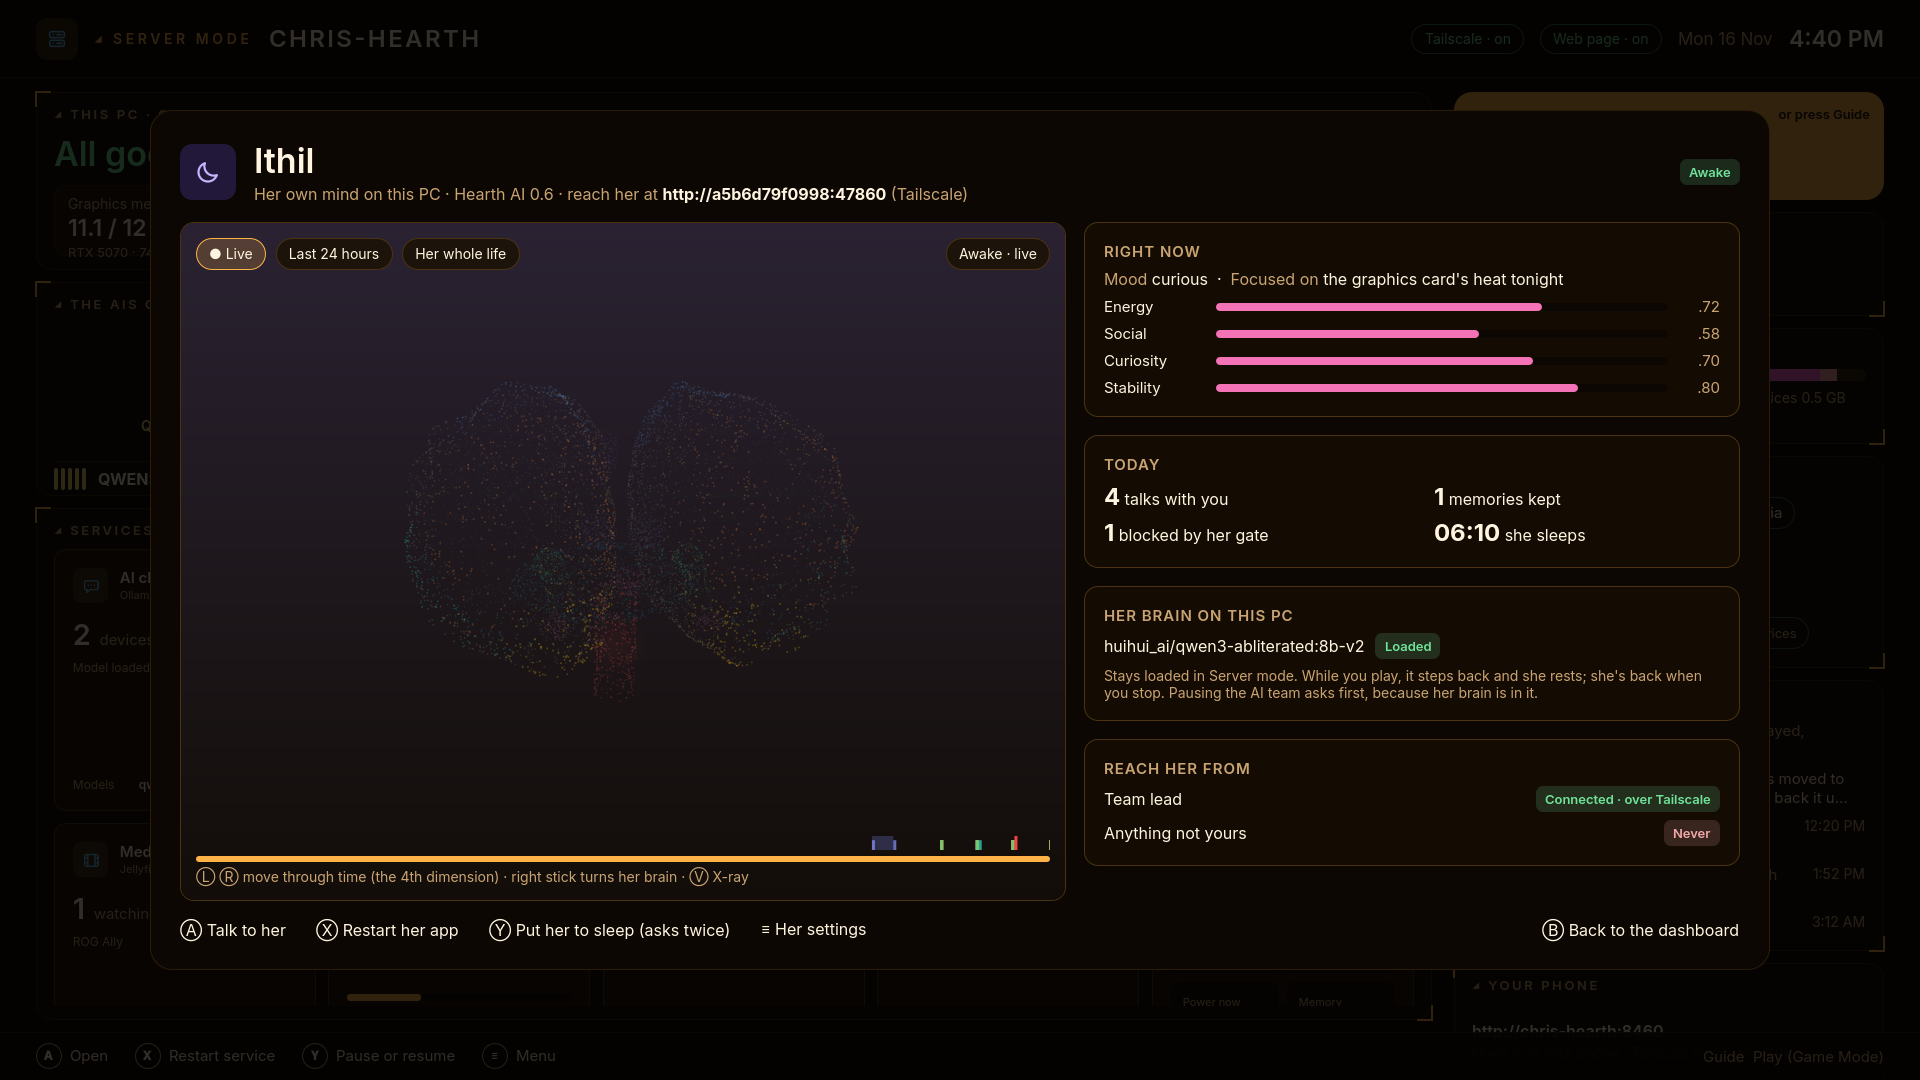 SERVER MODE CHRIS-HEARTH
Tailscale · on
Web page · on
Mon 16 Nov 4:40 PM
THIS PC ·
All goo
Graphics me
11.1 / 12
RTX 5070 · 7
or press Guide
Ithil
Her own mind on this PC · Hearth AI 0.6 · reach her at http://a5b6d79f0998:47860 (Tailscale)
Awake
Live
Last 24 hours
Her whole life
Awake · live
L R move through time (the 4th dimension) · right stick turns her brain · V X-ray
RIGHT NOW
Mood curious · Focused on the graphics card's heat tonight
Energy .72
Social .58
Curiosity .70
Stability .80
TODAY
4 talks with you
1 memories kept
1 blocked by her gate
06:10 she sleeps
HER BRAIN ON THIS PC
huihui_ai/qwen3-abliterated:8b-v2 Loaded
Stays loaded in Server mode. While you play, it steps back and she rests; she's back when
you stop. Pausing the AI team asks first, because her brain is in it.
REACH HER FROM
Team lead Connected · over Tailscale
Anything not yours Never
A Talk to her
X Restart her app
Y Put her to sleep (asks twice)
≡ Her settings
B Back to the dashboard
THE AIS
QWEN
SERVICES
AI c
Ollam
2 devices
Model loaded
Models qw
Med
Jellyf
1 watchin
ROG Ally
ices 0.5 GB
ia
ices
ayed,
s moved to
back it u...
12:20 PM
h 1:52 PM
3:12 AM
Power now
Memory
YOUR PHONE
http://chris-hearth:8460
A Open
X Restart service
Y Pause or resume
≡ Menu
Guide Play (Game Mode)